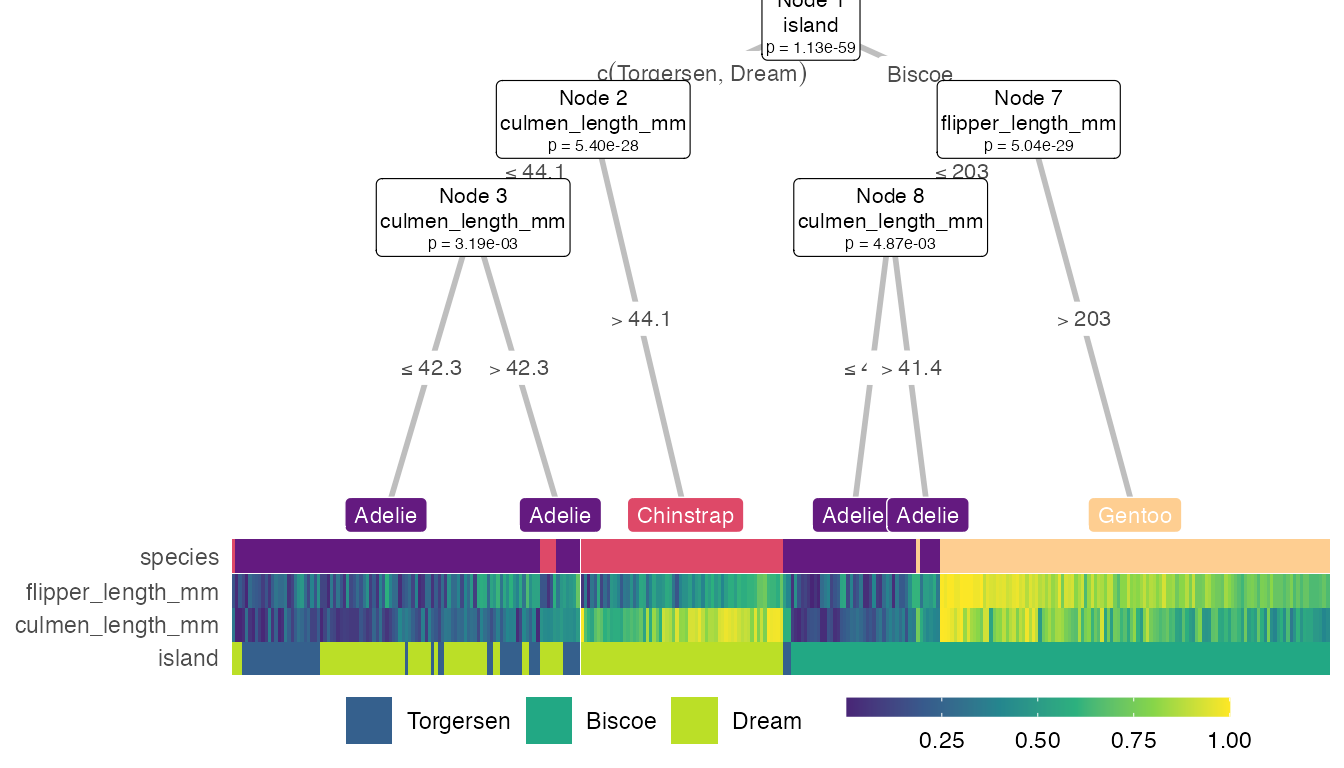 Node 1
island
p = 1.13e-59
c(Torgersen, Dream)
Biscoe
Node 2
culmen_length_mm
p = 5.40e-28
Node 7
flipper_length_mm
p = 5.04e-29
≤ 44.1
≤ 203
Node 3
culmen_length_mm
p = 3.19e-03
Node 8
culmen_length_mm
p = 4.87e-03
> 44.1
> 203
≤ 42.3
> 42.3
≤
> 41.4
Adelie
Adelie
Chinstrap
Adelie
Adelie
Gentoo
species
flipper_length_mm
culmen_length_mm
island
Torgersen
Biscoe
Dream
0.25
0.50
0.75
1.00